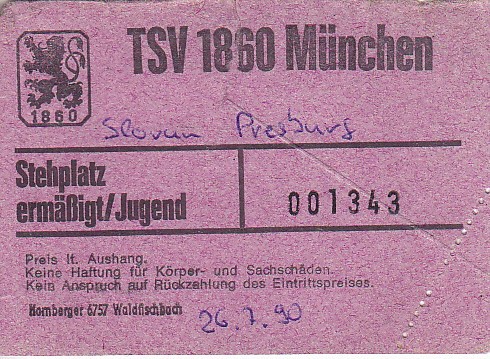 TSV 1860 München
1860
Slovan Presburg
Stehplatz
ermäßigt/Jugend
001343
Preis lt. Aushang.
Keine Haftung für Körper- und Sachschäden.
Kein Anspruch auf Rückzahlung des Eintrittspreises.
Hornberger 6757 Waldfischbach
26.7.90